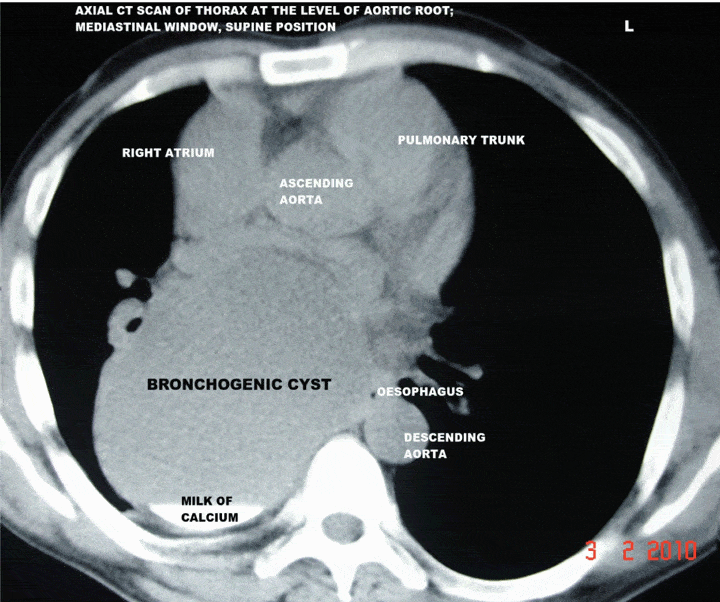 AXIAL CT SCAN OF THORAX AT THE LEVEL OF AORTIC ROOT;
MEDIASTINAL WINDOW, SUPINE POSITION
L
PULMONARY TRUNK
RIGHT ATRIUM
ASCENDING
AORTA
BRONCHOGENIC CYST
OESOPHAGUS
DESCENDING
AORTA
MILK OF
CALCIUM
3 2 2010